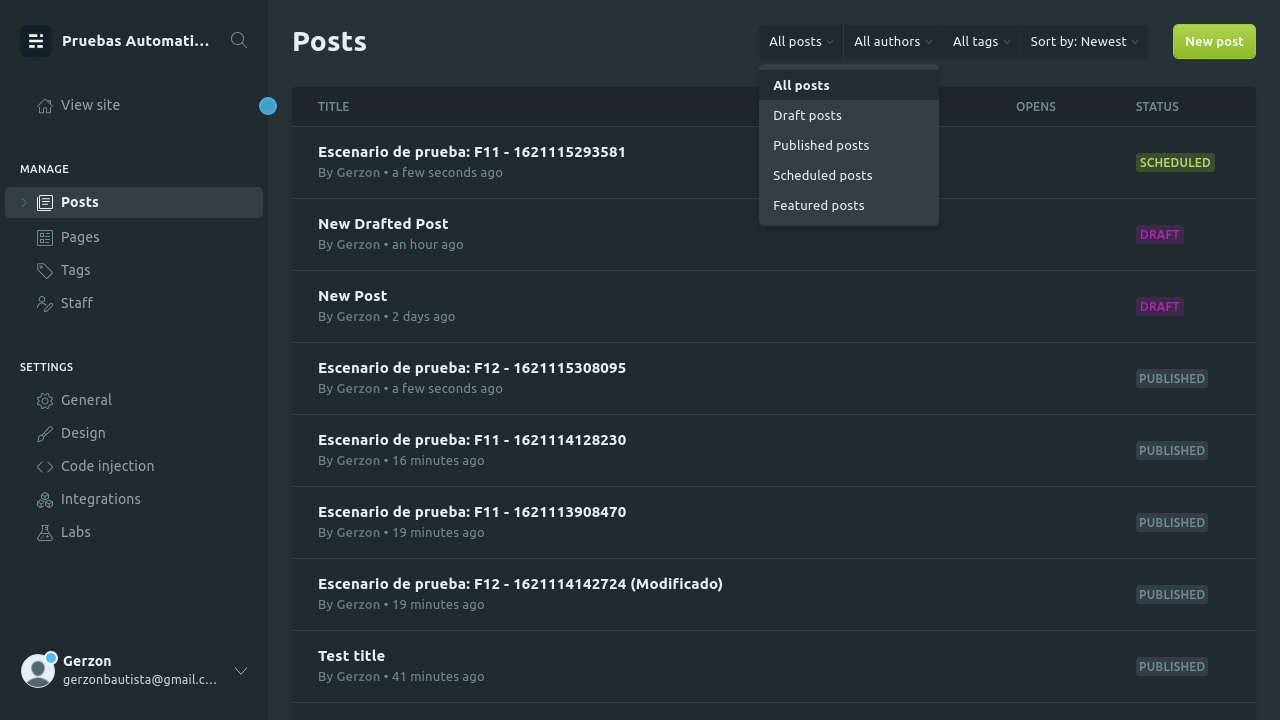 Pruebas Automati...
View site
MANAGE
Posts
Pages
Tags
Staff
SETTINGS
General
Design
Code injection
Integrations
Labs
Gerzon
gerzonbautista@gmail.c...
Posts
All posts
All authors
All tags
Sort by: Newest
New post
All posts
Draft posts
Published posts
Scheduled posts
Featured posts
TITLE
OPENS
STATUS
Escenario de prueba: F11 - 1621115293581
By Gerzon • a few seconds ago
SCHEDULED
New Drafted Post
By Gerzon • an hour ago
DRAFT
New Post
By Gerzon • 2 days ago
DRAFT
Escenario de prueba: F12 - 1621115308095
By Gerzon • a few seconds ago
PUBLISHED
Escenario de prueba: F11 - 1621114128230
By Gerzon • 16 minutes ago
PUBLISHED
Escenario de prueba: F11 - 1621113908470
By Gerzon • 19 minutes ago
PUBLISHED
Escenario de prueba: F12 - 1621114142724 (Modificado)
By Gerzon • 19 minutes ago
PUBLISHED
Test title
By Gerzon • 41 minutes ago
PUBLISHED